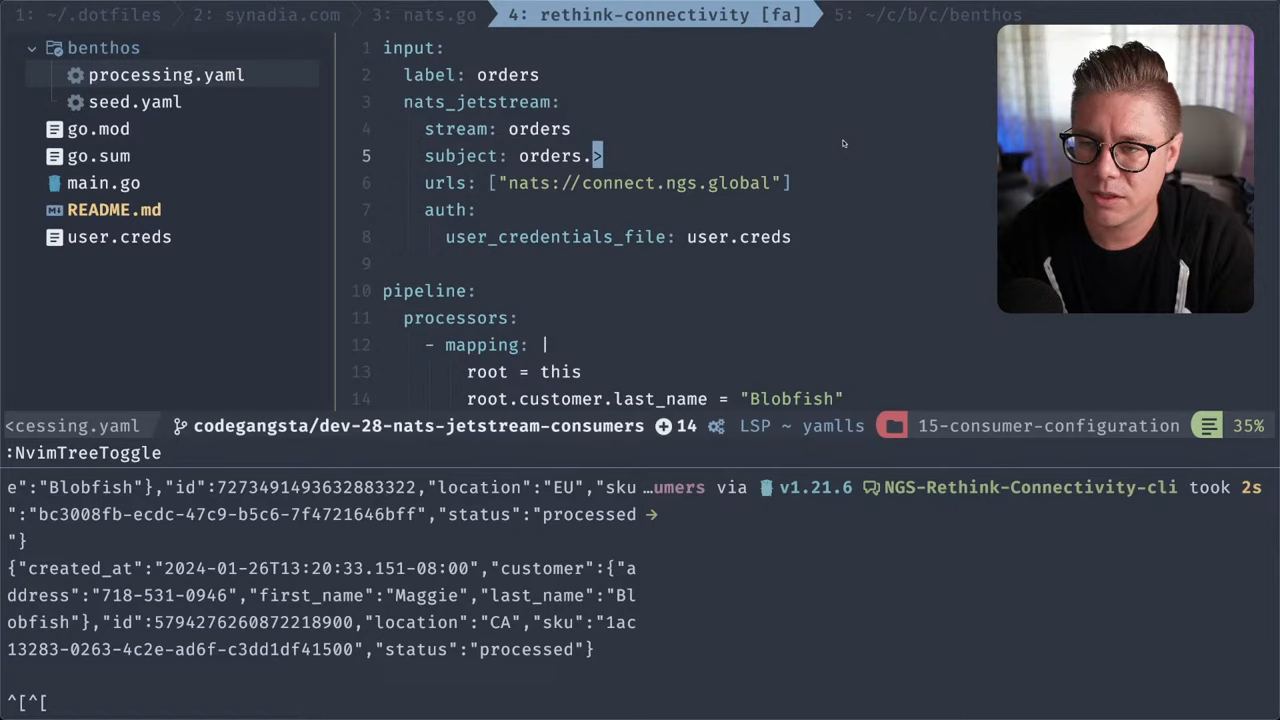 1: ~/.dotfiles 2: synadia.com 3: nats.go 4: rethink-connectivity [fa] 5: ~/c/b/c/benthos
benthos
processing.yaml
seed.yaml
go.mod
go.sum
main.go
README.md
user.creds
1 input:
2 label: orders
3 nats_jetstream:
4 stream: orders
5 subject: orders.>
6 urls: ["nats://connect.ngs.global"]
7 auth:
8 user_credentials_file: user.creds
9
10 pipeline:
11 processors:
12 - mapping: |
13 root = this
14 root.customer.last_name = "Blobfish"
<cessing.yaml codegangsta/dev-28-nats-jetstream-consumers 14 LSP ~ yamlls 15-consumer-configuration 35%
:NvimTreeToggle
e":"Blobfish"},"id":7273491493632883322,"location":"EU","sku
":"bc3008fb-ecdc-47c9-b5c6-7f4721646bff","status":"processed
"}
{"created_at":"2024-01-26T13:20:33.151-08:00","customer":{"a
ddress":"718-531-0946","first_name":"Maggie","last_name":"Bl
obfish"},"id":5794276260872218900,"location":"CA","sku":"1ac
13283-0263-4c2e-ad6f-c3dd1df41500","status":"processed"}
^[^[
…umers via v1.21.6 NGS-Rethink-Connectivity-cli took 2s
→